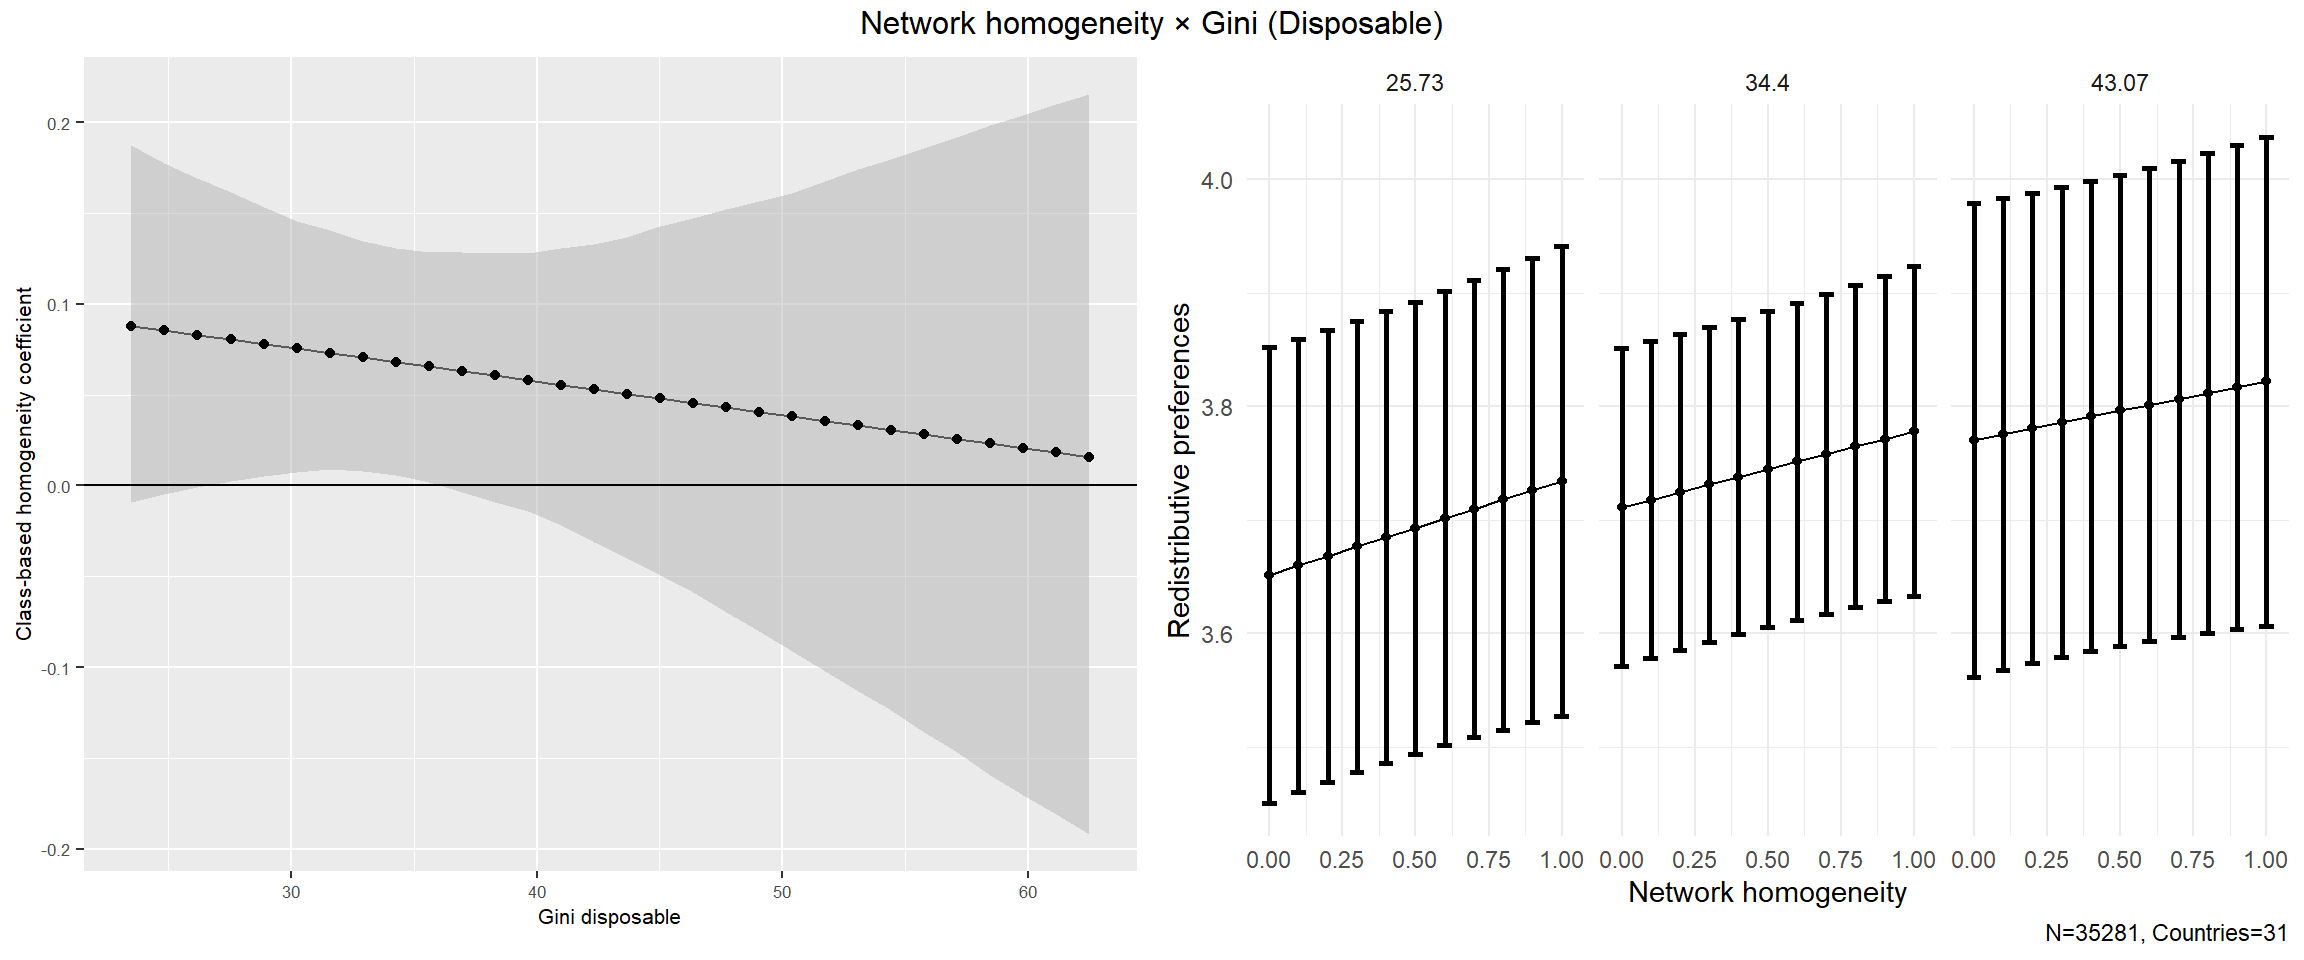 Network homogeneity × Gini (Disposable)
Class-based homogeneity coefficient
0.2
0.1
0.0
-0.1
-0.2
30 40 50 60
Gini disposable
25.73 34.4 43.07
Redistributive preferences
4.0
3.8
3.6
0.00 0.25 0.50 0.75 1.00 0.00 0.25 0.50 0.75 1.00 0.00 0.25 0.50 0.75 1.00
Network homogeneity
N=35281, Countries=31